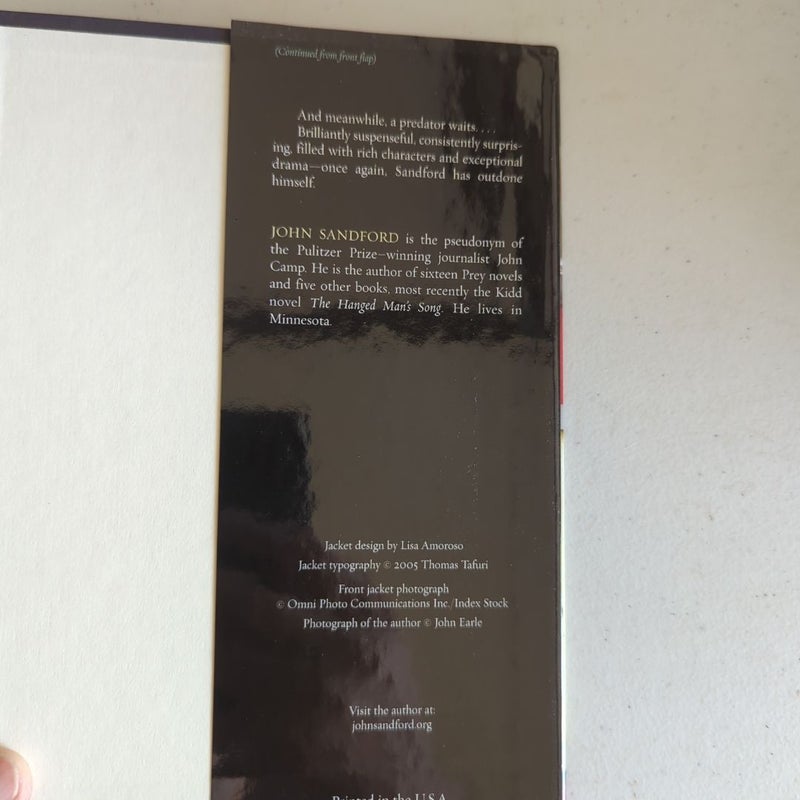 (Continued from front flap)
And meanwhile, a predator waits. . . .
Brilliantly suspenseful, consistently surpris-
ing, filled with rich characters and exceptional
drama—once again, Sandford has outdone
himself.
JOHN SANDFORD is the pseudonym of
the Pulitzer Prize–winning journalist John
Camp. He is the author of sixteen Prey novels
and five other books, most recently the Kidd
novel The Hanged Man's Song. He lives in
Minnesota.
Jacket design by Lisa Amoroso
Jacket typography © 2005 Thomas Tafuri
Front jacket photograph
© Omni Photo Communications Inc./Index Stock
Photograph of the author © John Earle
Visit the author at:
johnsandford.org
Printed in the U.S.A.